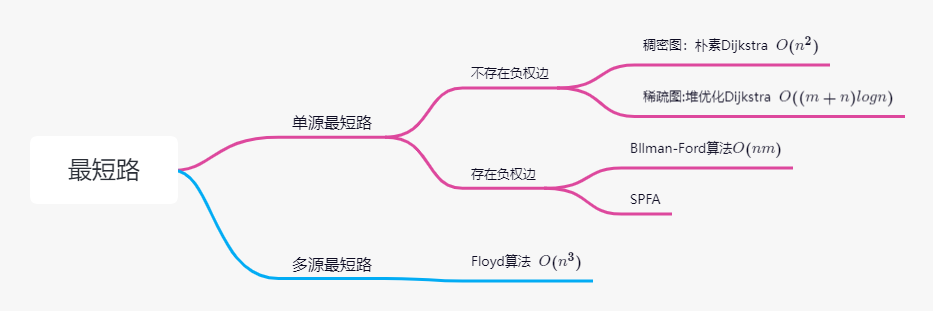 最短路
单源最短路
不存在负权边
稠密图：朴素Dijkstra O(n²)
稀疏图:堆优化Dijkstra O((m + n)logn)
存在负权边
Bllman-Ford算法O(nm)
SPFA
多源最短路
Floyd算法 O(n³)